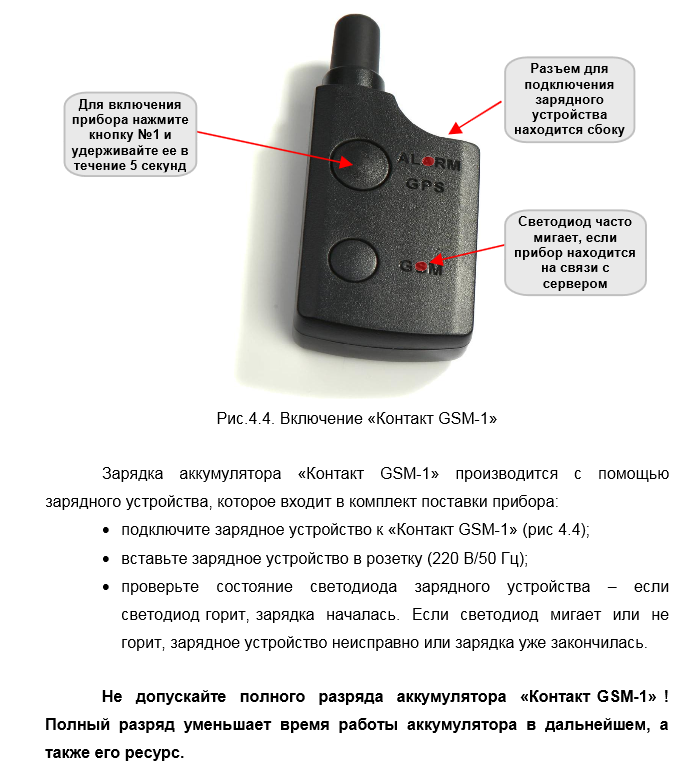 Для включения
прибора нажмите
кнопку №1 и
удерживайте ее в
течение 5 секунд
Разъем для
подключения
зарядного
устройства
находится сбоку
ALARM
GPS
Светодиод часто
мигает, если
прибор находится
на связи с
сервером
GSM
Рис.4.4. Включение «Контакт GSM-1»
Зарядка аккумулятора «Контакт GSM-1» производится с помощью
зарядного устройства, которое входит в комплект поставки прибора:
• подключите зарядное устройство к «Контакт GSM-1» (рис 4.4);
• вставьте зарядное устройство в розетку (220 В/50 Гц);
• проверьте состояние светодиода зарядного устройства – если
светодиод горит, зарядка началась. Если светодиод мигает или не
горит, зарядное устройство неисправно или зарядка уже закончилась.
Не допускайте полного разряда аккумулятора «Контакт GSM-1» !
Полный разряд уменьшает время работы аккумулятора в дальнейшем, а
также его ресурс.